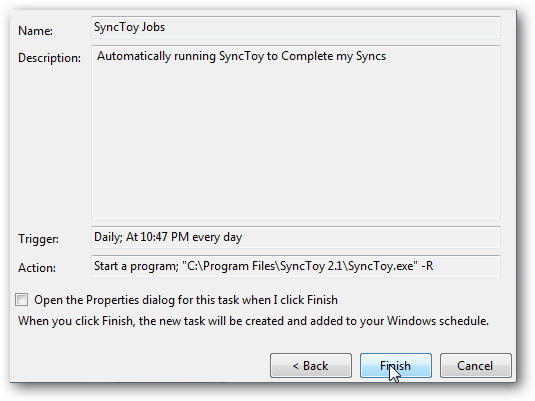 Name: SyncToy Jobs
Description: Automatically running SyncToy to Complete my Syncs
Trigger: Daily; At 10:47 PM every day
Action: Start a program; "C:\Program Files\SyncToy 2.1\SyncToy.exe" -R
Open the Properties dialog for this task when I click Finish
When you click Finish, the new task will be created and added to your Windows schedule.
< Back Finish Cancel